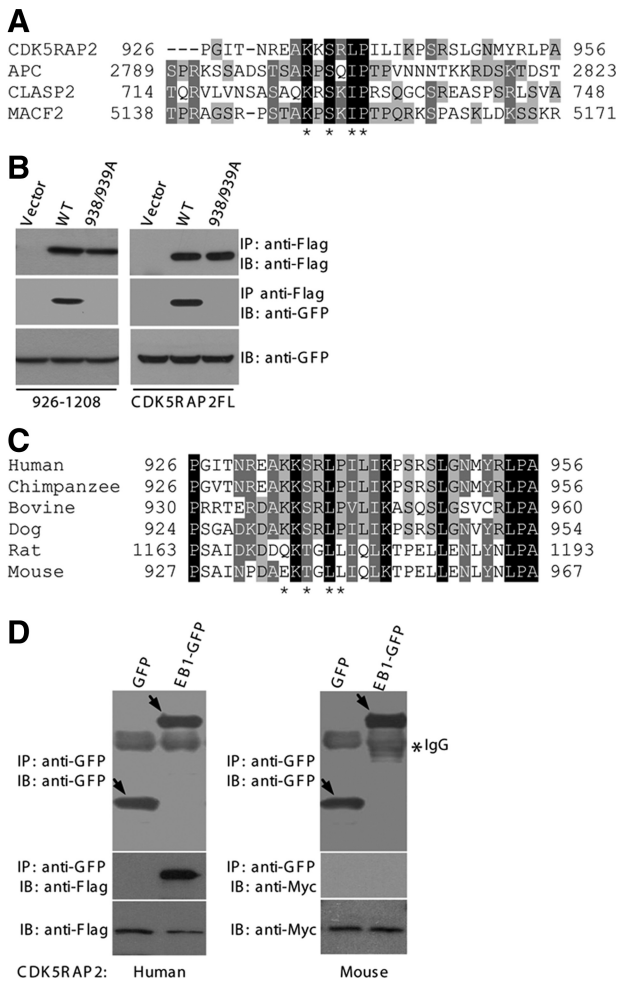 A
CDK5RAP2 926 ---PGIT-NREAKKSRLPILIKPSRSLGNMYRLPA 956
APC 2789 SPRKSSADSTSARPSQIPTPVNNNTKKRDSKTDST 2823
CLASP2 714 TQRVLVNSASAQKRSKIPRSQGCSREASPSRLSVA 748
MACF2 5138 TPRAGSR-PSTAKPSKIPTPQRKSPASKLDKSSKR 5171
* * **
B
Vector WT 938/939A Vector WT 938/939A
IP: anti-Flag
IB: anti-Flag
IP anti-Flag
IB: anti-GFP
IB: anti-GFP
926-1208 CDK5RAP2FL
C
Human 926 PGITNREAKKSRLPILIKPSRSLGNMYRLPA 956
Chimpanzee 926 PGVTNREAKKSRLPILIKPSRSLGNMYRLPA 956
Bovine 930 PRRTERDAKKSRLPVLIKASQSLGSVCRLPA 960
Dog 924 PSGADKDAKKSRLPILIKPSRSLGNVYRLPA 954
Rat 1163 PSAIDKDDQKTGLLIQLKTPELLENLYNLPA 1193
Mouse 927 PSAINPDAEKTGLLIQLKTPELLENLYNLPA 967
* * **
D
GFP EB1-GFP GFP EB1-GFP
*IgG
IP: anti-GFP IP: anti-GFP
IB: anti-GFP IB: anti-GFP
IP: anti-GFP IP: anti-GFP
IB: anti-Flag IB: anti-Myc
IB: anti-Flag IB: anti-Myc
CDK5RAP2: Human Mouse